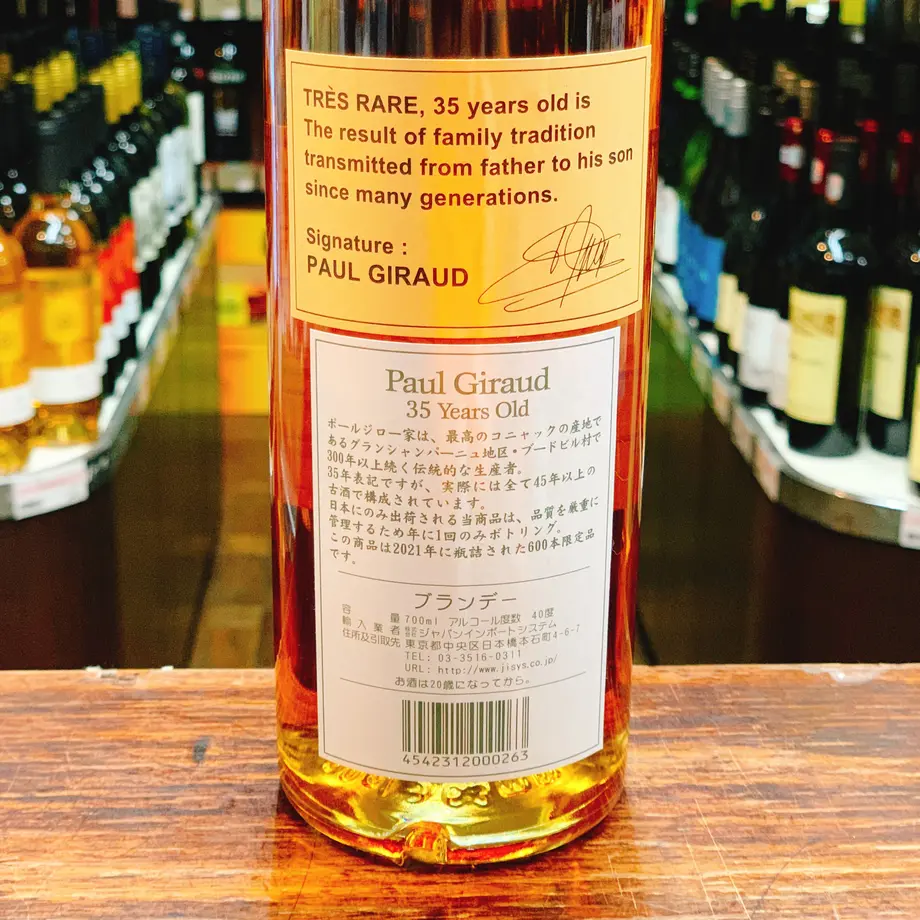 TRÈS RARE, 35 years old is
The result of family tradition
transmitted from father to his son
since many generations.
Signature :
PAUL GIRAUD
Paul Giraud
35 Years Old
ポールジロー家は、最高のコニャックの産地で
あるグランシャンパーニュ地区・ブードビル村で
300年以上続く伝統的な生産者。
35年表記ですが、実際には全て45年以上の
古酒で構成されています。
日本にのみ出荷される当商品は、品質を厳重に
管理するため年に1回のみボトリング。
この商品は2021年に瓶詰された600本限定品
です。
ブランデー
容量 700ml アルコール度数 40度
輸入業者 株式会社ジャパンインポートシステム
住所及引取先 東京都中央区日本橋本石町4-6-7
TEL: 03-3516-0311
URL: http://www.jisys.co.jp/
お酒は20歳になってから。
4542312000263